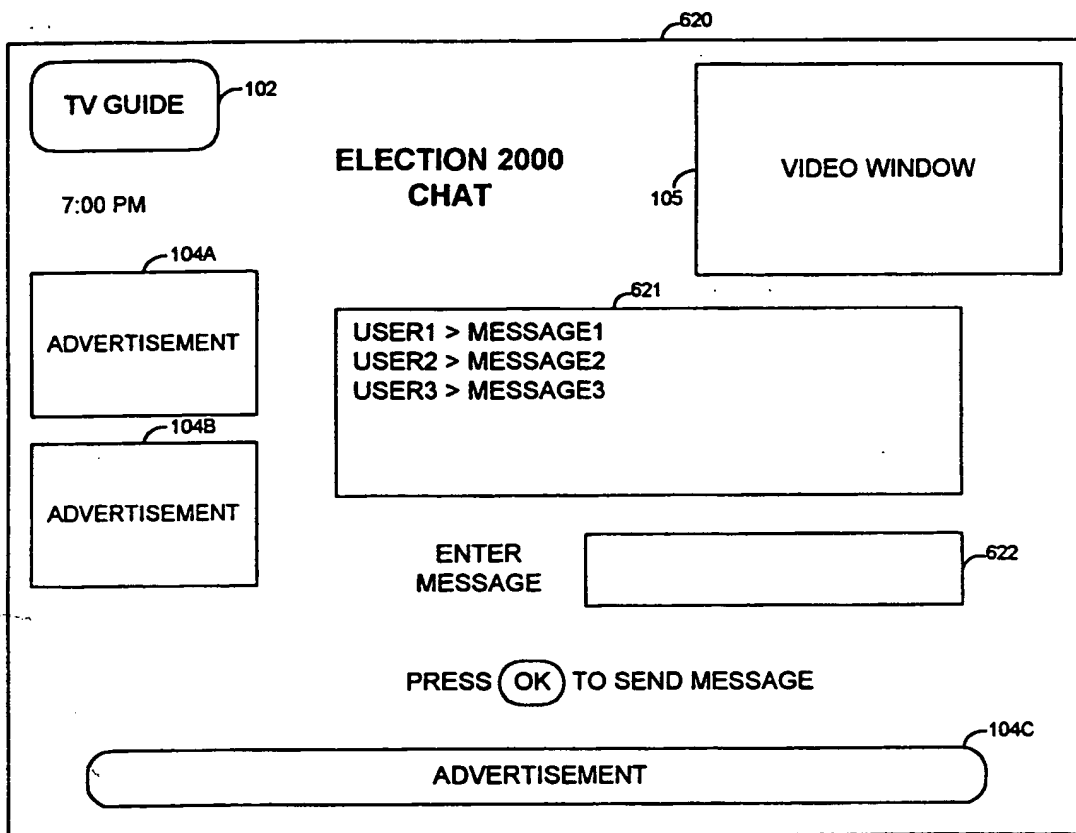 620
TV GUIDE
102
ELECTION 2000
CHAT
VIDEO WINDOW
105
7:00 PM
104A
ADVERTISEMENT
621
USER1 > MESSAGE1
USER2 > MESSAGE2
USER3 > MESSAGE3
104B
ADVERTISEMENT
ENTER
MESSAGE
622
PRESS OK TO SEND MESSAGE
104C
ADVERTISEMENT